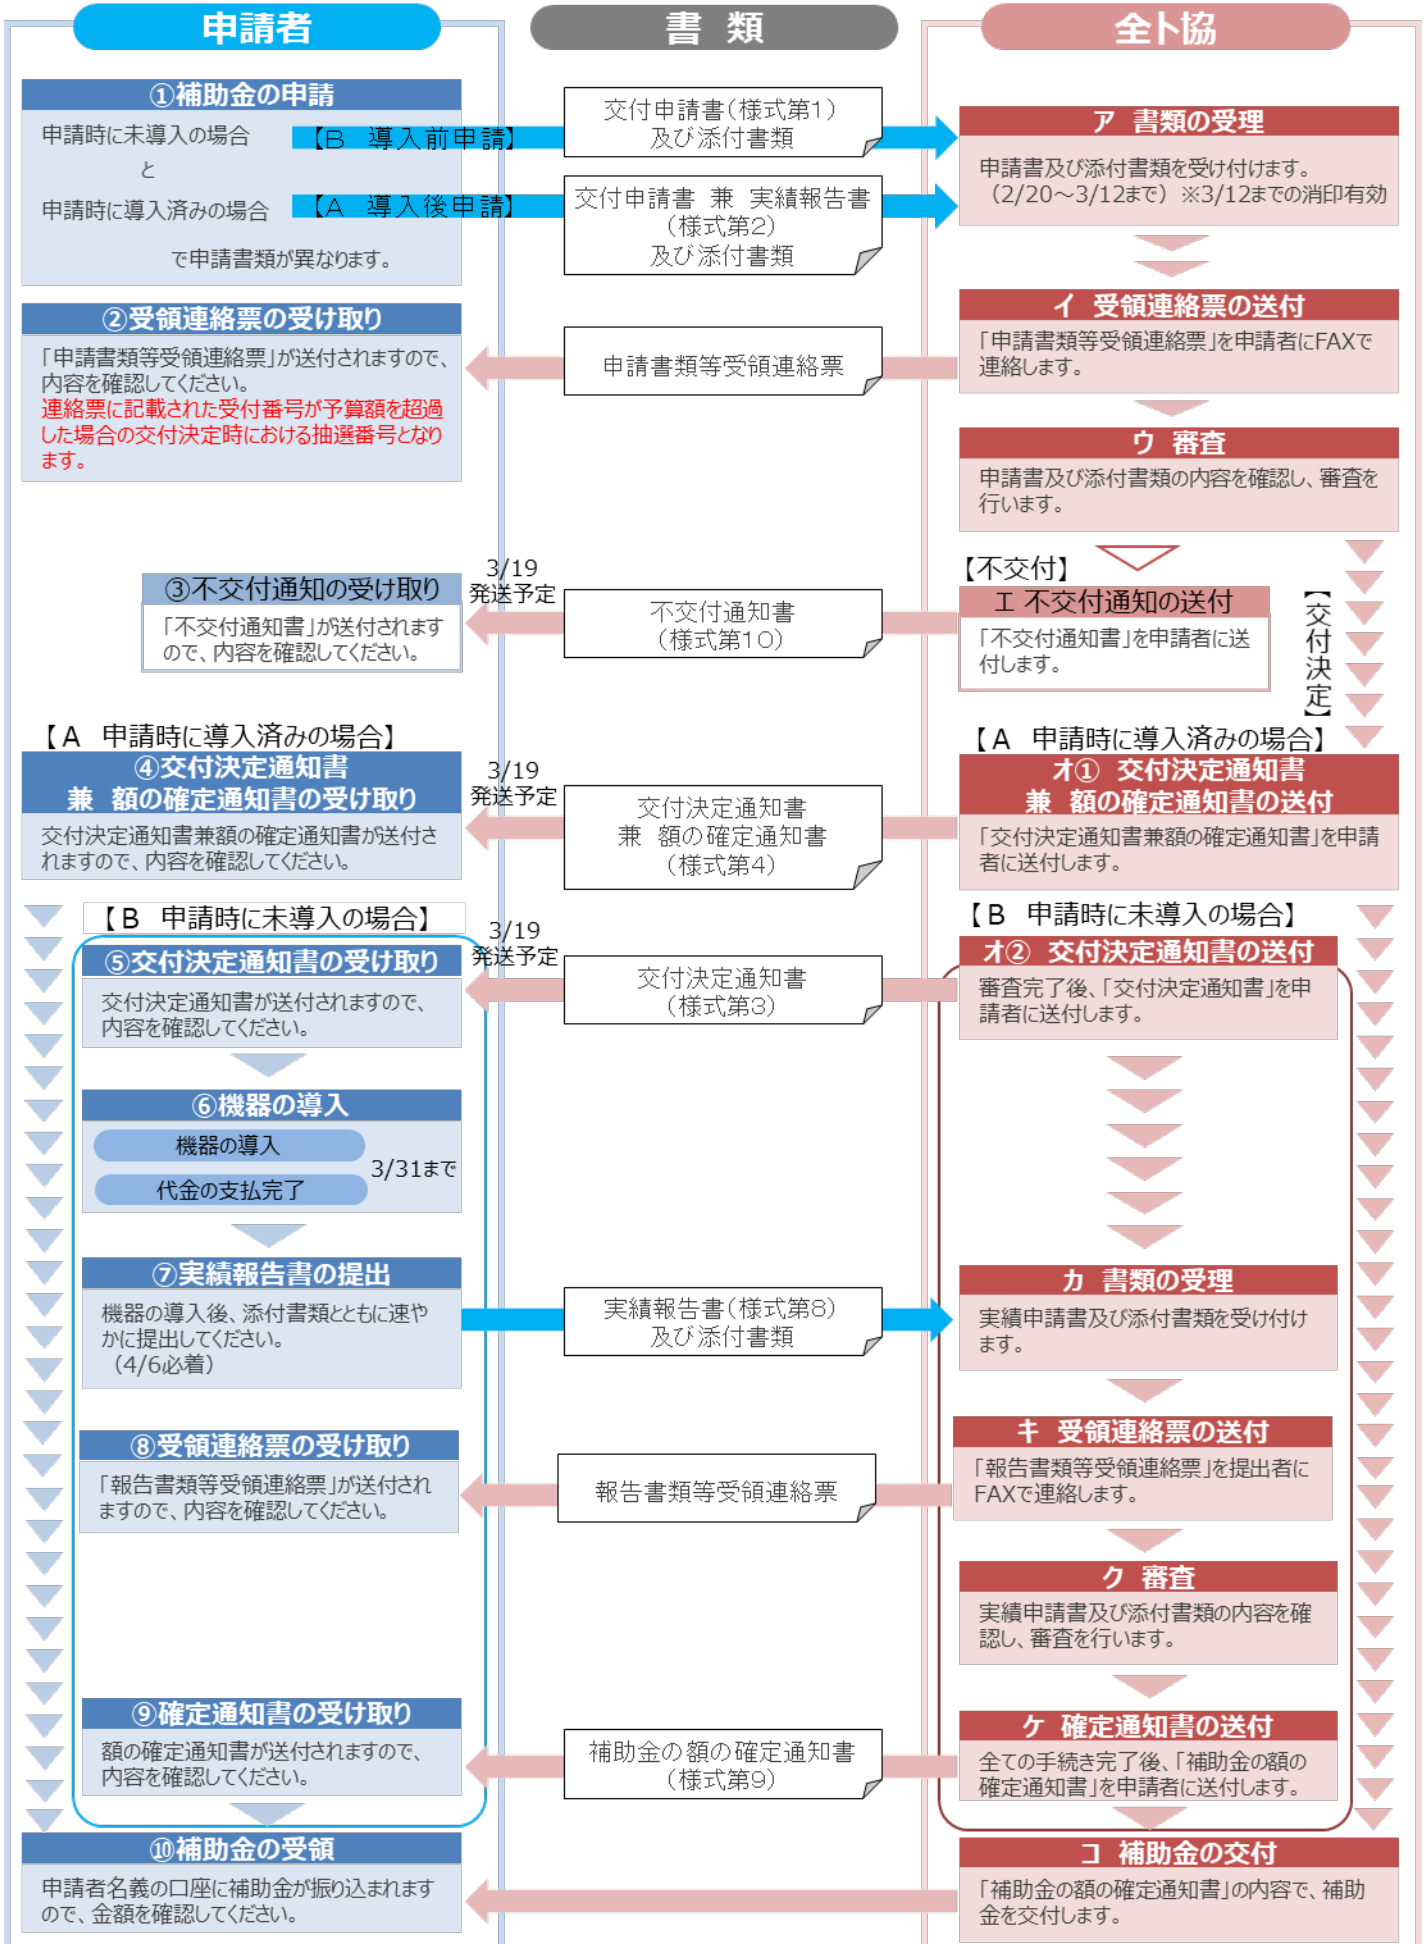 申請者
書 類
全ト協
①補助金の申請
申請時に未導入の場合
と
申請時に導入済みの場合
で申請書類が異なります。
【B 導入前申請】
【A 導入後申請】
交付申請書(様式第1)
及び添付書類
交付申請書 兼 実績報告書
(様式第2)
及び添付書類
ア 書類の受理
申請書及び添付書類を受け付けます。
(2/20～3/12まで) ※3/12までの消印有効
②受領連絡票の受け取り
「申請書類等受領連絡票」が送付されますので、
内容を確認してください。
連絡票に記載された受付番号が予算額を超過
した場合の交付決定時における抽選番号となり
ます。
申請書類等受領連絡票
イ 受領連絡票の送付
「申請書類等受領連絡票」を申請者にFAXで
連絡します。
ウ 審査
申請書及び添付書類の内容を確認し、審査を
行います。
③不交付通知の受け取り
「不交付通知書」が送付されます
ので、内容を確認してください。
3/19
発送予定
不交付通知書
(様式第10)
【不交付】
エ 不交付通知の送付
「不交付通知書」を申請者に送
付します。
【交付決定】
【A 申請時に導入済みの場合】
④交付決定通知書
兼 額の確定通知書の受け取り
交付決定通知書兼額の確定通知書が送付さ
れますので、内容を確認してください。
3/19
発送予定
交付決定通知書
兼 額の確定通知書
(様式第4)
【A 申請時に導入済みの場合】
オ① 交付決定通知書
兼 額の確定通知書の送付
「交付決定通知書兼額の確定通知書」を申請
者に送付します。
【B 申請時に未導入の場合】
⑤交付決定通知書の受け取り
交付決定通知書が送付されますので、
内容を確認してください。
3/19
発送予定
交付決定通知書
(様式第3)
【B 申請時に未導入の場合】
オ② 交付決定通知書の送付
審査完了後、「交付決定通知書」を申
請者に送付します。
⑥機器の導入
機器の導入
代金の支払完了
3/31まで
⑦実績報告書の提出
機器の導入後、添付書類とともに速や
かに提出してください。
(4/6必着)
実績報告書(様式第8)
及び添付書類
カ 書類の受理
実績申請書及び添付書類を受け付け
ます。
⑧受領連絡票の受け取り
「報告書類等受領連絡票」が送付され
ますので、内容を確認してください。
報告書類等受領連絡票
キ 受領連絡票の送付
「報告書類等受領連絡票」を提出者に
FAXで連絡します。
ク 審査
実績申請書及び添付書類の内容を確
認し、審査を行います。
⑨確定通知書の受け取り
額の確定通知書が送付されますので、
内容を確認してください。
補助金の額の確定通知書
(様式第9)
ケ 確定通知書の送付
全ての手続き完了後、「補助金の額の
確定通知書」を申請者に送付します。
⑩補助金の受領
申請者名義の口座に補助金が振り込まれます
ので、金額を確認してください。
コ 補助金の交付
「補助金の額の確定通知書」の内容で、補助
金を交付します。